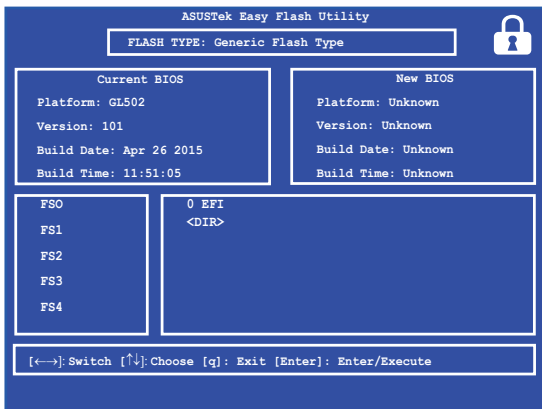 ASUSTek Easy Flash Utility
FLASH TYPE: Generic Flash Type
Current BIOS
Platform: GL502
Version: 101
Build Date: Apr 26 2015
Build Time: 11:51:05
New BIOS
Platform: Unknown
Version: Unknown
Build Date: Unknown
Build Time: Unknown
FSO
FS1
FS2
FS3
FS4
0 EFI
<DIR>
[←→]: Switch [↑↓]: Choose [q]: Exit [Enter]: Enter/Execute